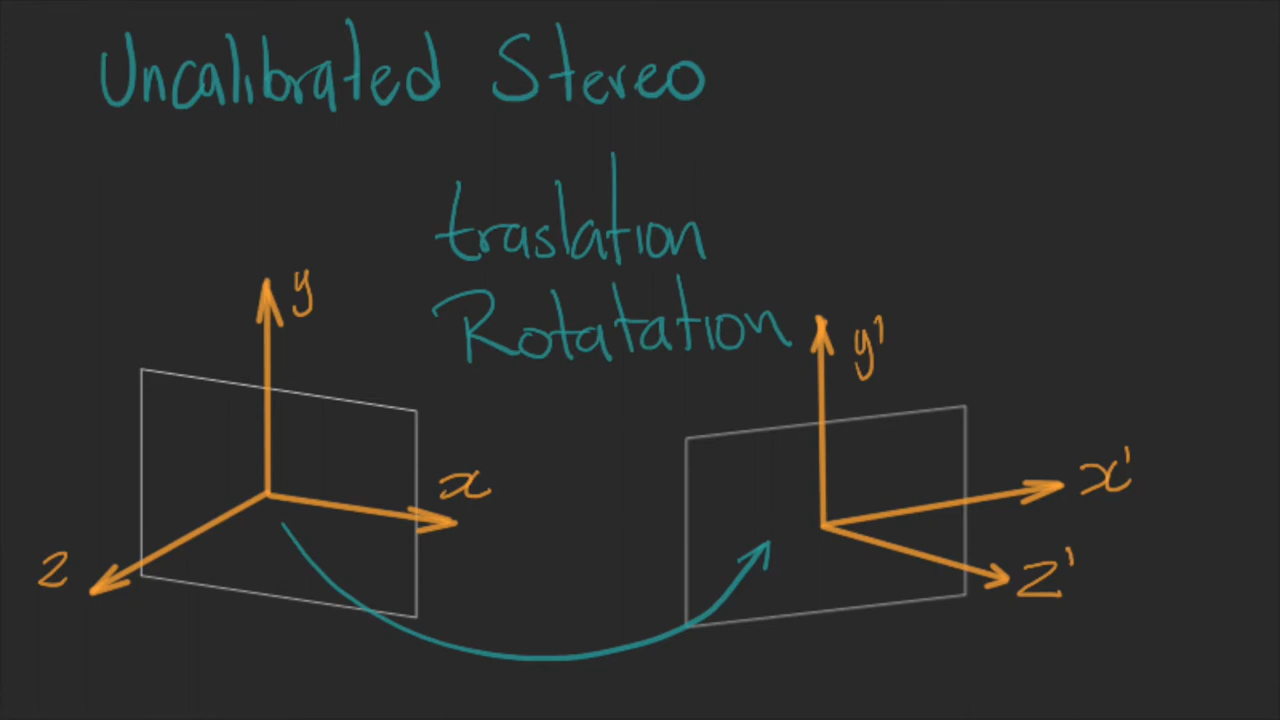 Uncalibrated Stereo
traslation
Rotatation
y
y'
x
x'
z
z'